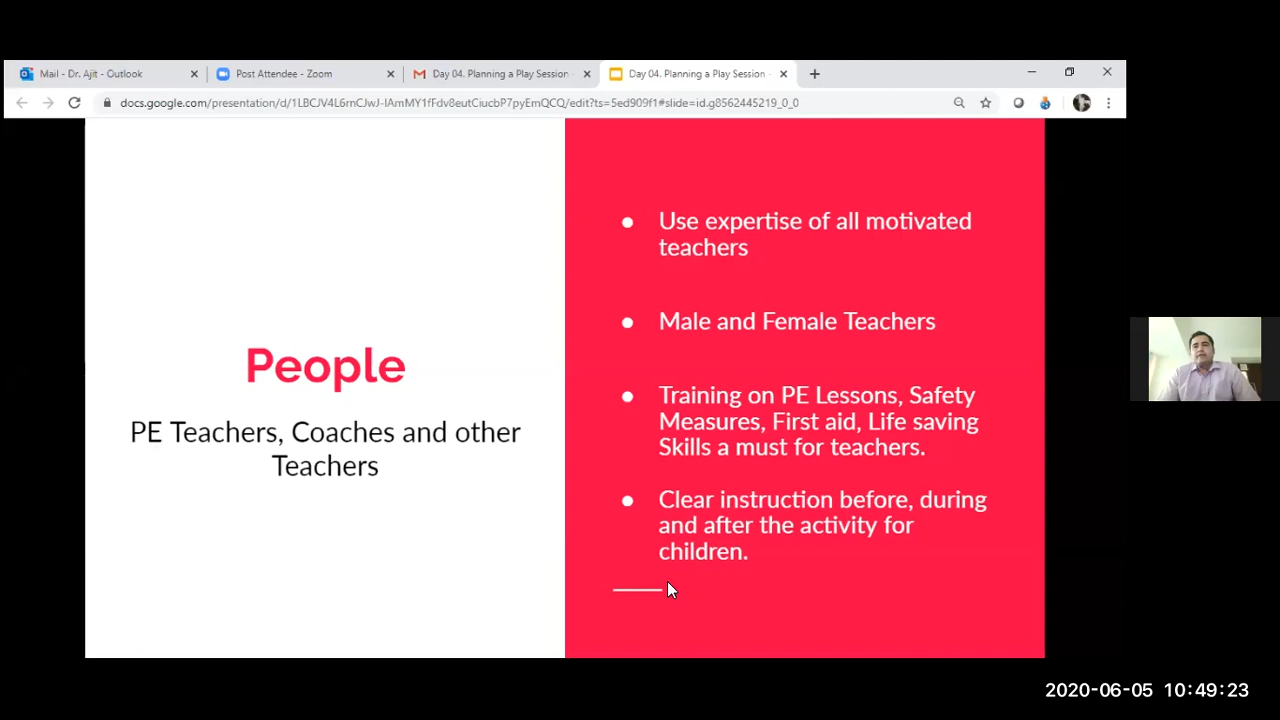 Mail - Dr. Ajit - Outlook
Post Attendee - Zoom
Day 04. Planning a Play Session
Day 04. Planning a Play Session -
docs.google.com/presentation/d/1LBCJV4L6rnCJwJ-IAmMY1fFdv8eutCiucbP7pyEmQCQ/edit?ts=5ed909f1#slide=id.g8562445219_0_0
People
PE Teachers, Coaches and other
Teachers
● Use expertise of all motivated
teachers
● Male and Female Teachers
● Training on PE Lessons, Safety
Measures, First aid, Life saving
Skills a must for teachers.
● Clear instruction before, during
and after the activity for
children.
2020-06-05 10:49:23